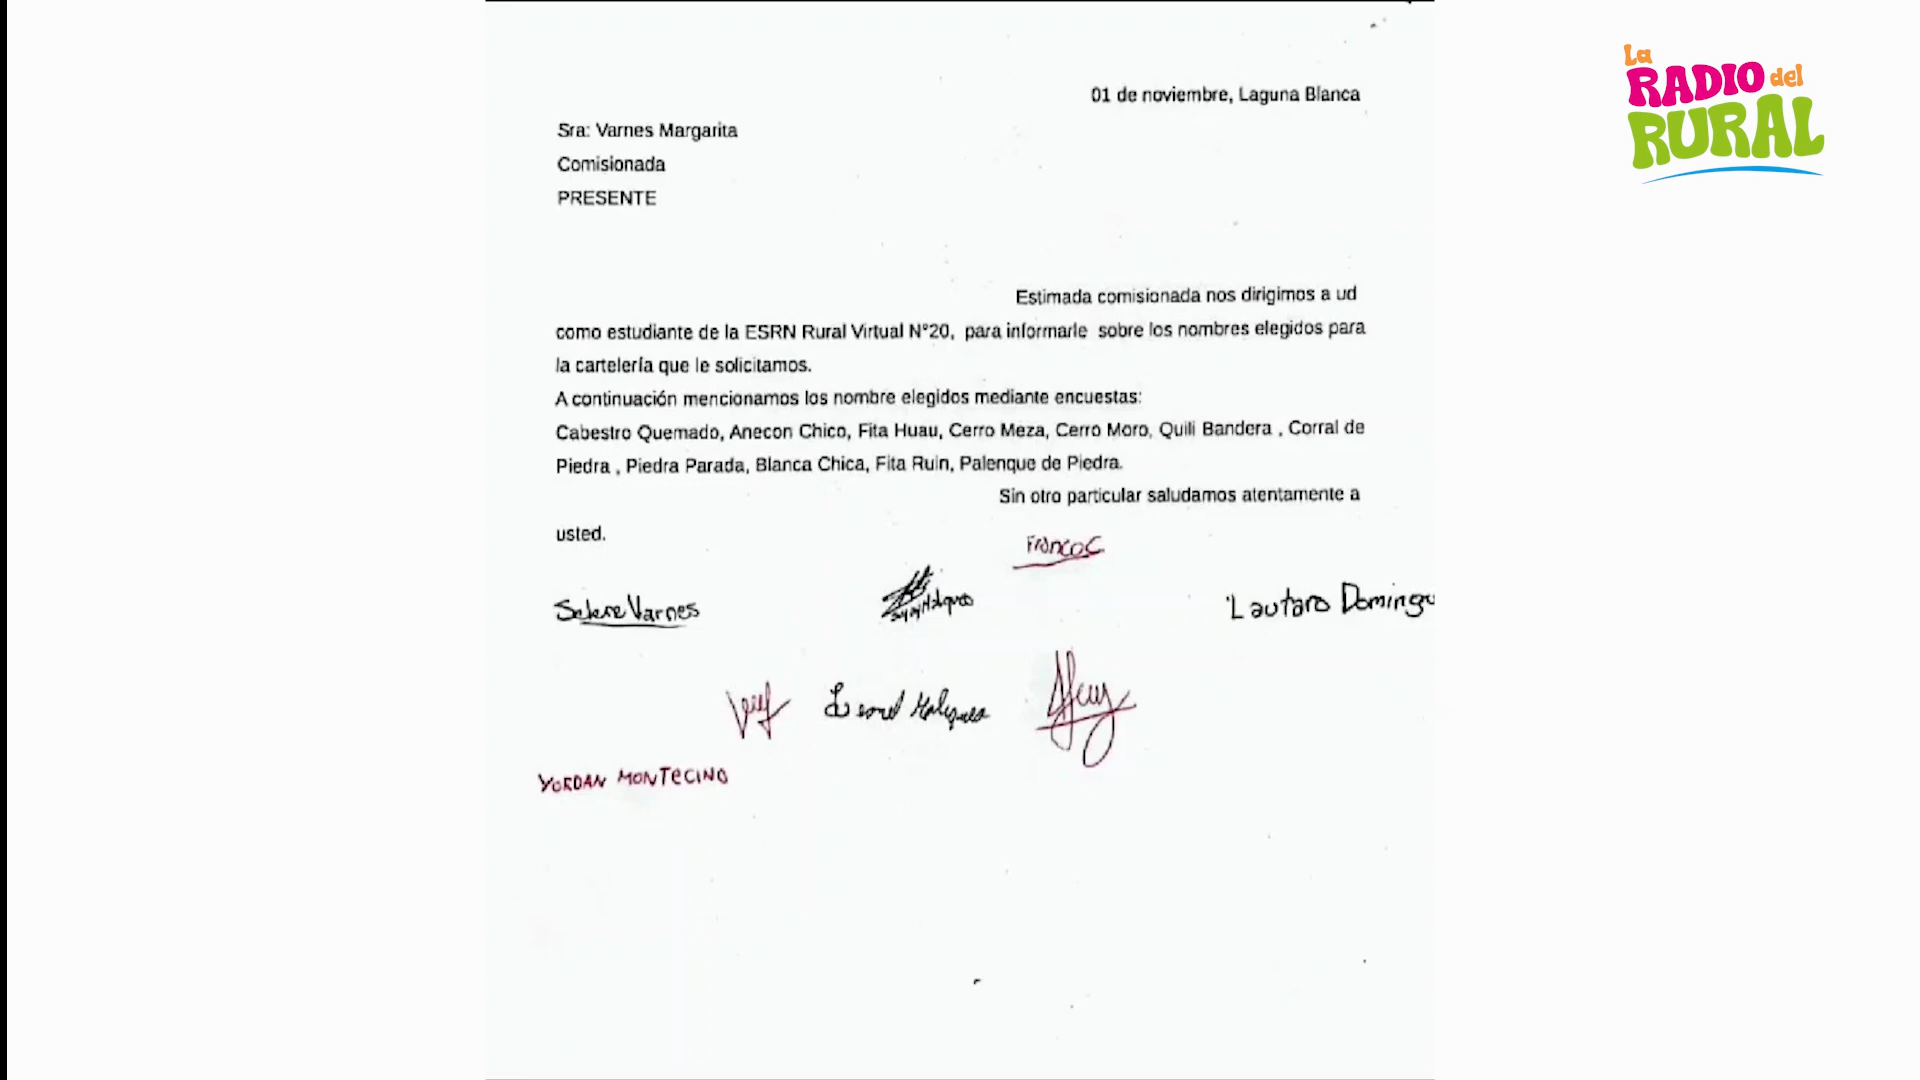 La
RADIO del
RURAL
01 de noviembre, Laguna Blanca
Sra: Varnes Margarita
Comisionada
PRESENTE
Estimada comisionada nos dirigimos a ud
como estudiante de la ESRN Rural Virtual N°20, para informarle sobre los nombres elegidos para
la cartelería que le solicitamos.
A continuación mencionamos los nombre elegidos mediante encuestas:
Cabestro Quemado, Anecon Chico, Fita Huau, Cerro Meza, Cerro Moro, Quili Bandera , Corral de
Piedra , Piedra Parada, Blanca Chica, Fita Ruin, Palenque de Piedra.
Sin otro particular saludamos atentamente a
usted.
Franco C
Selene Varnes
Lautaro Domingu
Leonel
YORDAN MONTECINO